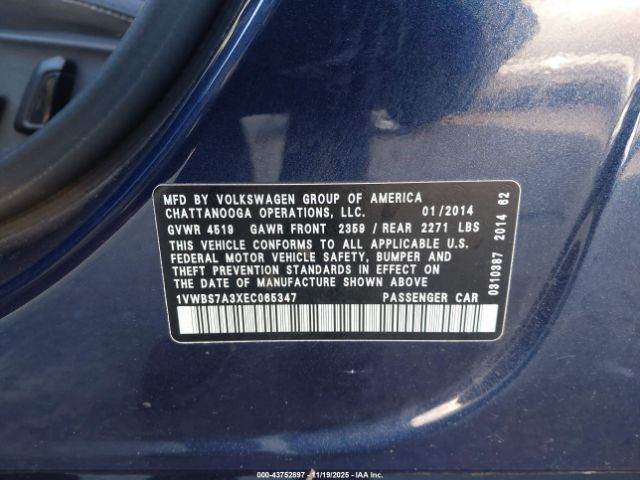 MFD BY VOLKSWAGEN GROUP OF AMERICA
CHATTANOOGA OPERATIONS, LLC. 01/2014
GVWR 4519 GAWR FRONT 2359 / REAR 2271 LBS
THIS VEHICLE CONFORMS TO ALL APPLICABLE U.S.
FEDERAL MOTOR VEHICLE SAFETY, BUMPER AND
THEFT PREVENTION STANDARDS IN EFFECT ON
THE DATE OF MANUFACTURE SHOWN ABOVE
1VWBS7A3XEC065347 PASSENGER CAR
0310387 2014 62
000-43752897 - 11/19/2025 - IAA Inc.